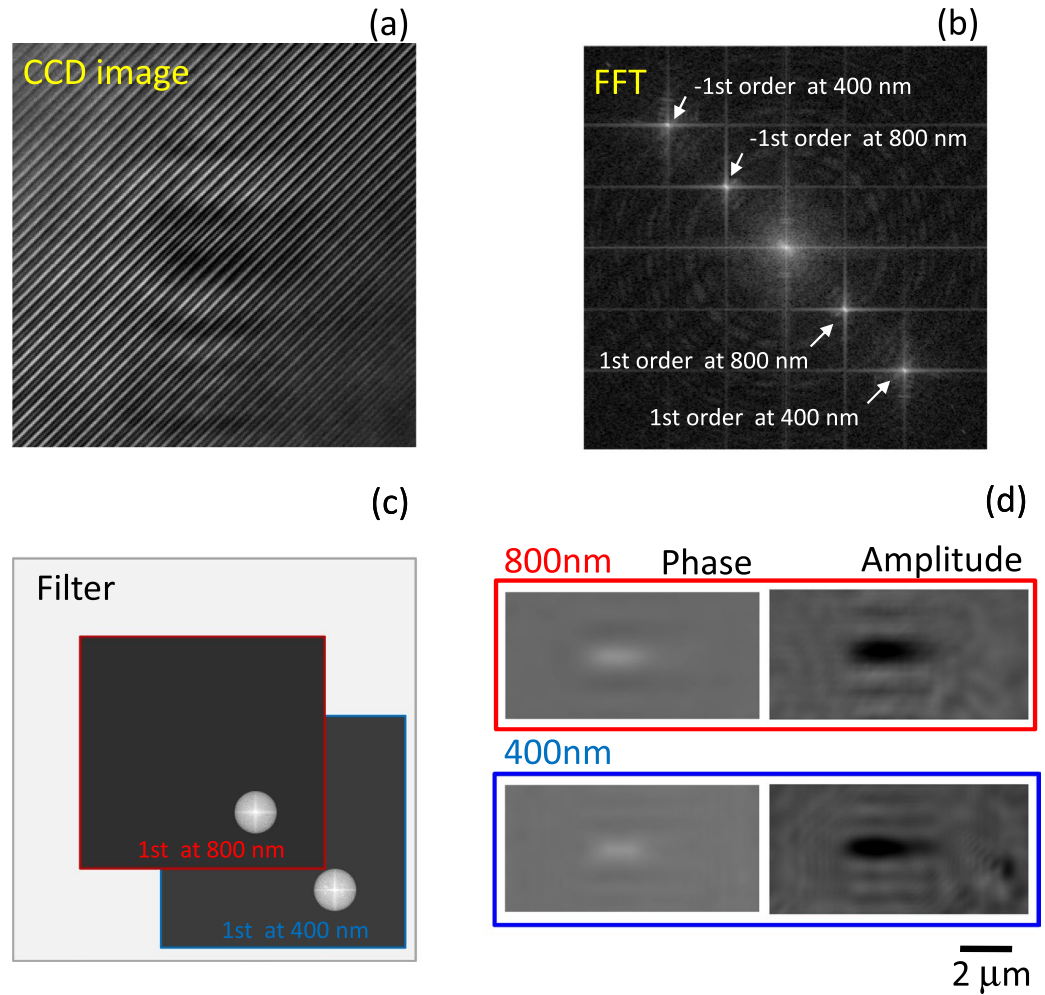 (a)
CCD image
(b)
FFT
-1st order at 400 nm
-1st order at 800 nm
1st order at 800 nm
1st order at 400 nm
(c)
Filter
1st at 800 nm
1st at 400 nm
(d)
800nm
Phase
Amplitude
400nm
2 μm